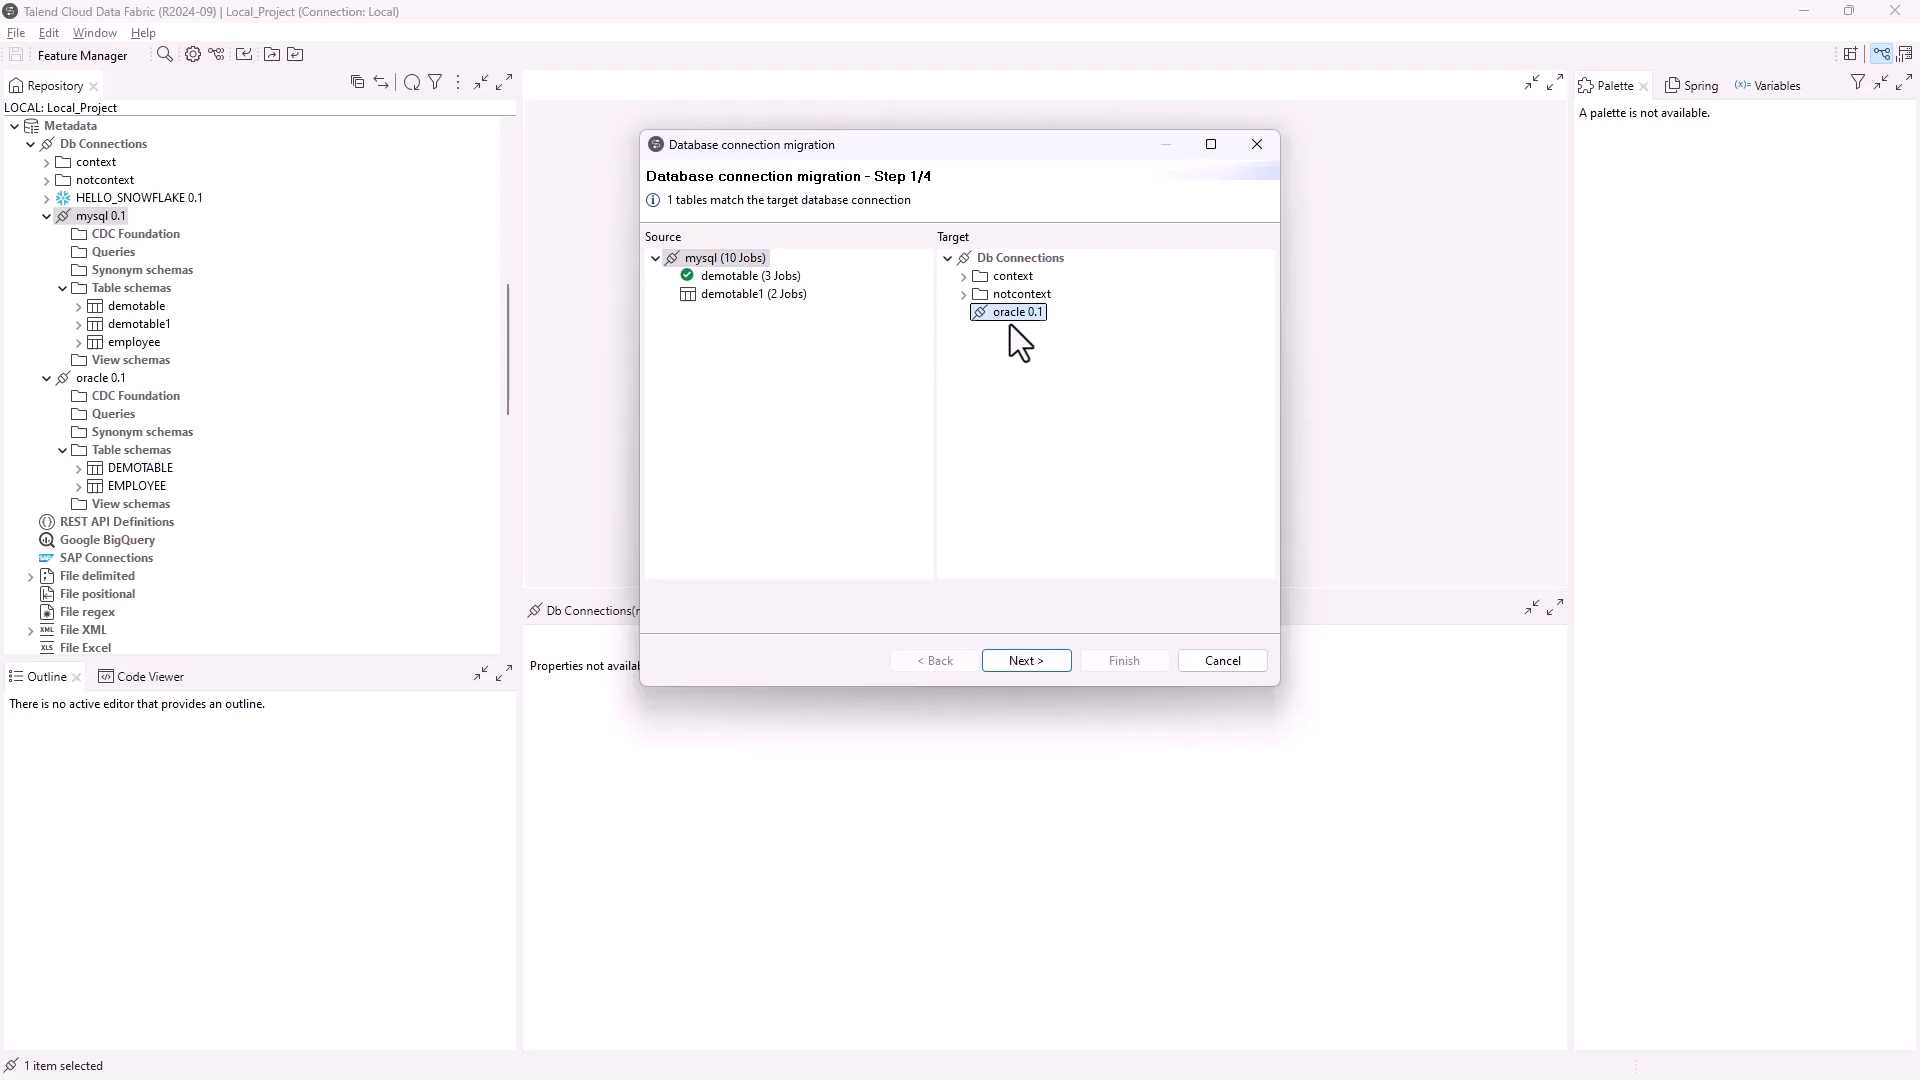 Talend Cloud Data Fabric (R2024-09) | Local_Project (Connection: Local)
File Edit Window Help
Feature Manager
Repository
LOCAL: Local_Project
Metadata
Db Connections
context
notcontext
HELLO_SNOWFLAKE 0.1
mysql 0.1
CDC Foundation
Queries
Synonym schemas
Table schemas
demotable
demotable1
employee
View schemas
oracle 0.1
CDC Foundation
Queries
Synonym schemas
Table schemas
DEMOTABLE
EMPLOYEE
View schemas
REST API Definitions
Google BigQuery
SAP Connections
File delimited
File positional
File regex
XML File XML
XLS File Excel
Outline Code Viewer
There is no active editor that provides an outline.
1 item selected
Database connection migration
Database connection migration - Step 1/4
1 tables match the target database connection
Source
mysql (10 Jobs)
demotable (3 Jobs)
demotable1 (2 Jobs)
Target
Db Connections
context
notcontext
oracle 0.1
< Back Next > Finish Cancel
Db Connections(
Properties not availab
Palette Spring (x)= Variables
A palette is not available.